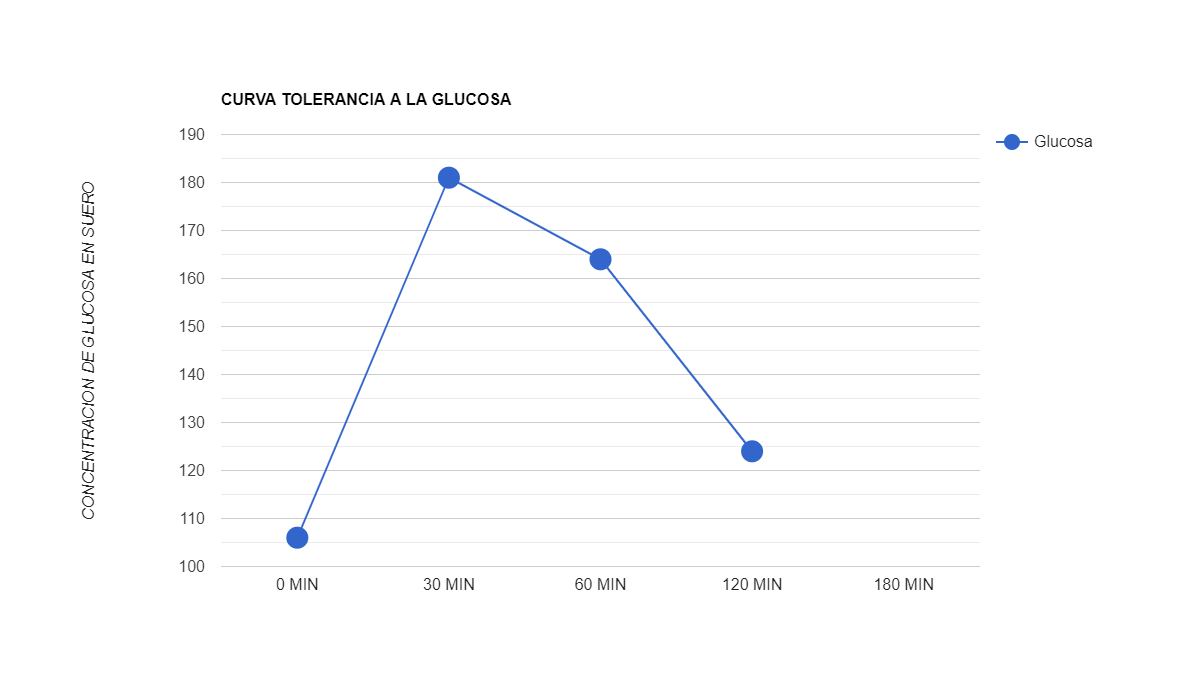 CURVA TOLERANCIA A LA GLUCOSA
Glucosa
CONCENTRACION DE GLUCOSA EN SUERO
190
180
170
160
150
140
130
120
110
100
0 MIN 30 MIN 60 MIN 120 MIN 180 MIN